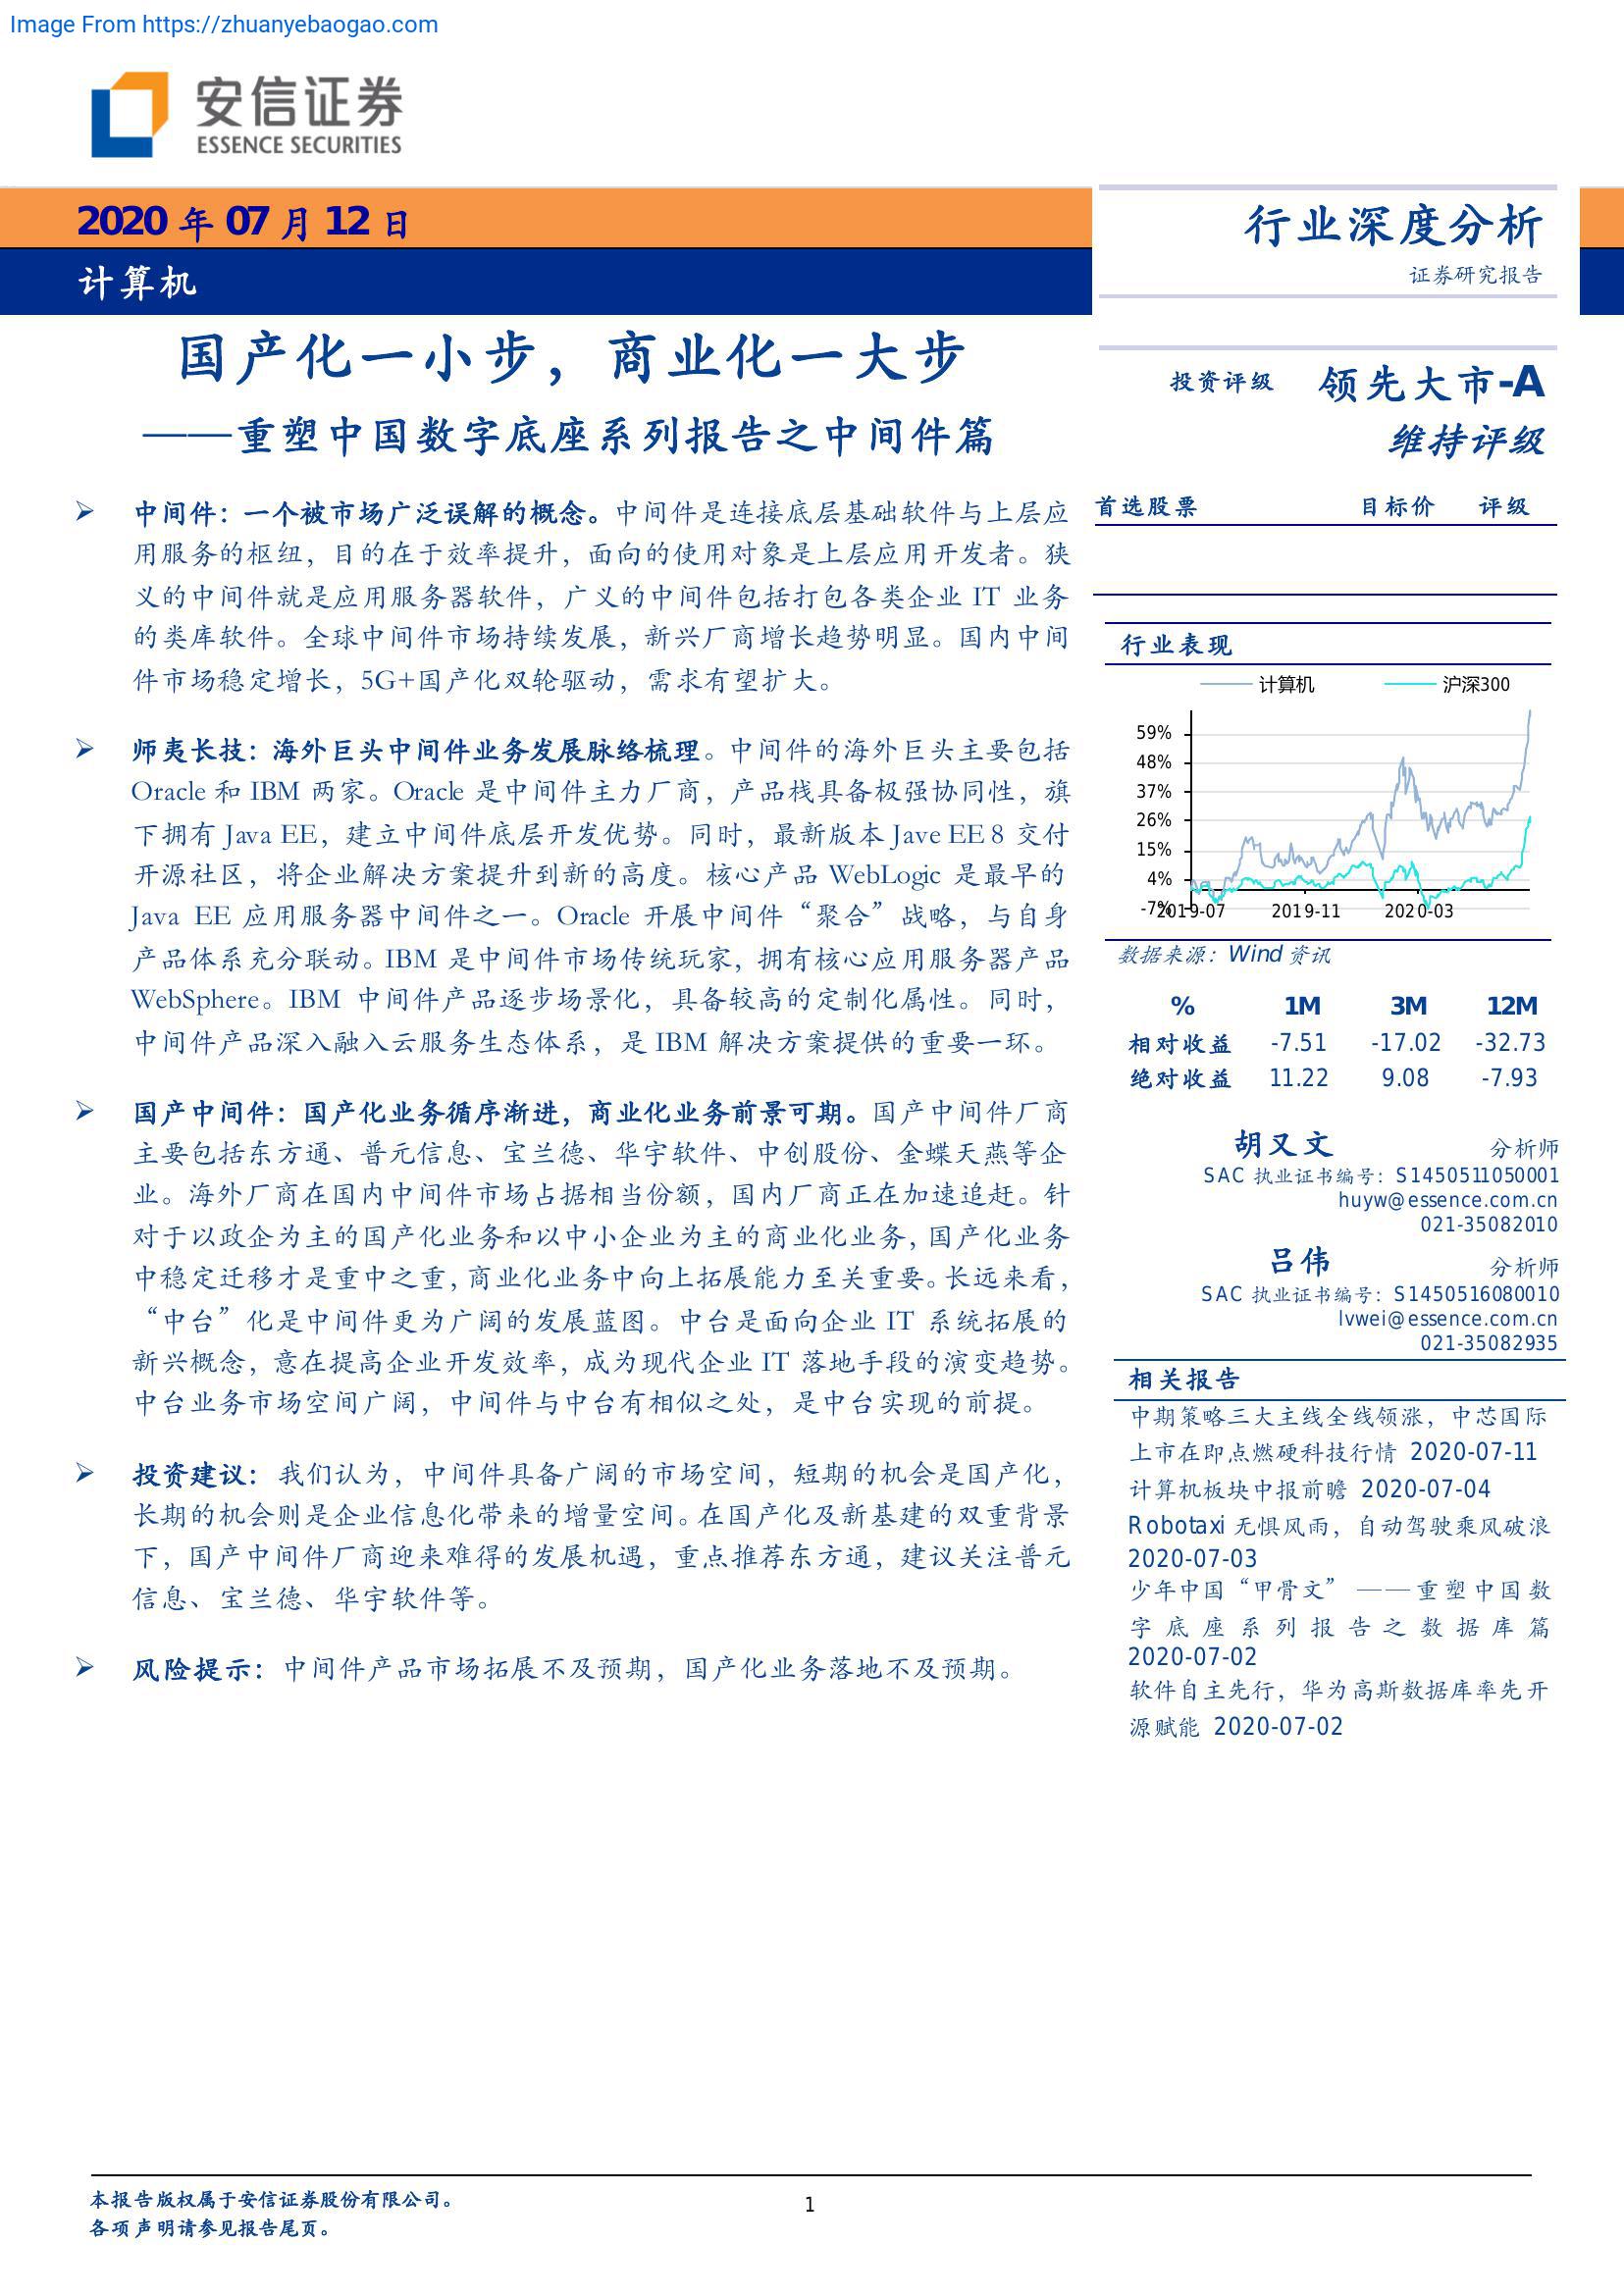 Image From https://zhuanyebaogao.com
安信证券
ESSENCE SECURITIES
2020 年 07 月 12 日
计算机
行业深度分析
证券研究报告
国产化一小步，商业化一大步
——重塑中国数字底座系列报告之中间件篇
➢ 中间件：一个被市场广泛误解的概念。中间件是连接底层基础软件与上层应
用服务的枢纽，目的在于效率提升，面向的使用对象是上层应用开发者。狭
义的中间件就是应用服务器软件，广义的中间件包括打包各类企业 IT 业务
的类库软件。全球中间件市场持续发展，新兴厂商增长趋势明显。国内中间
件市场稳定增长，5G+国产化双轮驱动，需求有望扩大。
➢ 师夷长技：海外巨头中间件业务发展脉络梳理。中间件的海外巨头主要包括
Oracle 和 IBM 两家。Oracle 是中间件主力厂商，产品栈具备极强协同性，旗
下拥有 Java EE，建立中间件底层开发优势。同时，最新版本 Jave EE 8 交付
开源社区，将企业解决方案提升到新的高度。核心产品 WebLogic 是最早的
Java EE 应用服务器中间件之一。Oracle 开展中间件“聚合”战略，与自身
产品体系充分联动。IBM 是中间件市场传统玩家，拥有核心应用服务器产品
WebSphere。IBM 中间件产品逐步场景化，具备较高的定制化属性。同时，
中间件产品深入融入云服务生态体系，是 IBM 解决方案提供的重要一环。
➢ 国产中间件：国产化业务循序渐进，商业化业务前景可期。国产中间件厂商
主要包括东方通、普元信息、宝兰德、华宇软件、中创股份、金蝶天燕等企
业。海外厂商在国内中间件市场占据相当份额，国内厂商正在加速追赶。针
对于以政企为主的国产化业务和以中小企业为主的商业化业务，国产化业务
中稳定迁移才是重中之重，商业化业务中向上拓展能力至关重要。长远来看，
“中台”化是中间件更为广阔的发展蓝图。中台是面向企业 IT 系统拓展的
新兴概念，意在提高企业开发效率，成为现代企业 IT 落地手段的演变趋势。
中台业务市场空间广阔，中间件与中台有相似之处，是中台实现的前提。
➢ 投资建议：我们认为，中间件具备广阔的市场空间，短期的机会是国产化，
长期的机会则是企业信息化带来的增量空间。在国产化及新基建的双重背景
下，国产中间件厂商迎来难得的发展机遇，重点推荐东方通，建议关注普元
信息、宝兰德、华宇软件等。
➢ 风险提示：中间件产品市场拓展不及预期，国产化业务落地不及预期。
投资评级 领先大市-A
维持评级
首选股票 目标价 评级
行业表现
计算机 沪深300
59%
48%
37%
26%
15%
4%
-7%
2019-07 2019-11 2020-03
数据来源：Wind 资讯
% 1M 3M 12M
相对收益 -7.51 -17.02 -32.73
绝对收益 11.22 9.08 -7.93
胡又文 分析师
SAC 执业证书编号：S1450511050001
huyw@essence.com.cn
021-35082010
吕伟 分析师
SAC 执业证书编号：S1450516080010
lvwei@essence.com.cn
021-35082935
相关报告
中期策略三大主线全线领涨，中芯国际
上市在即点燃硬科技行情 2020-07-11
计算机板块中报前瞻 2020-07-04
Robotaxi 无惧风雨，自动驾驶乘风破浪
2020-07-03
少年中国“甲骨文” ——重塑中国数
字底座系列报告之数据库篇
2020-07-02
软件自主先行，华为高斯数据库率先开
源赋能 2020-07-02
本报告版权属于安信证券股份有限公司。
各项声明请参见报告尾页。
1